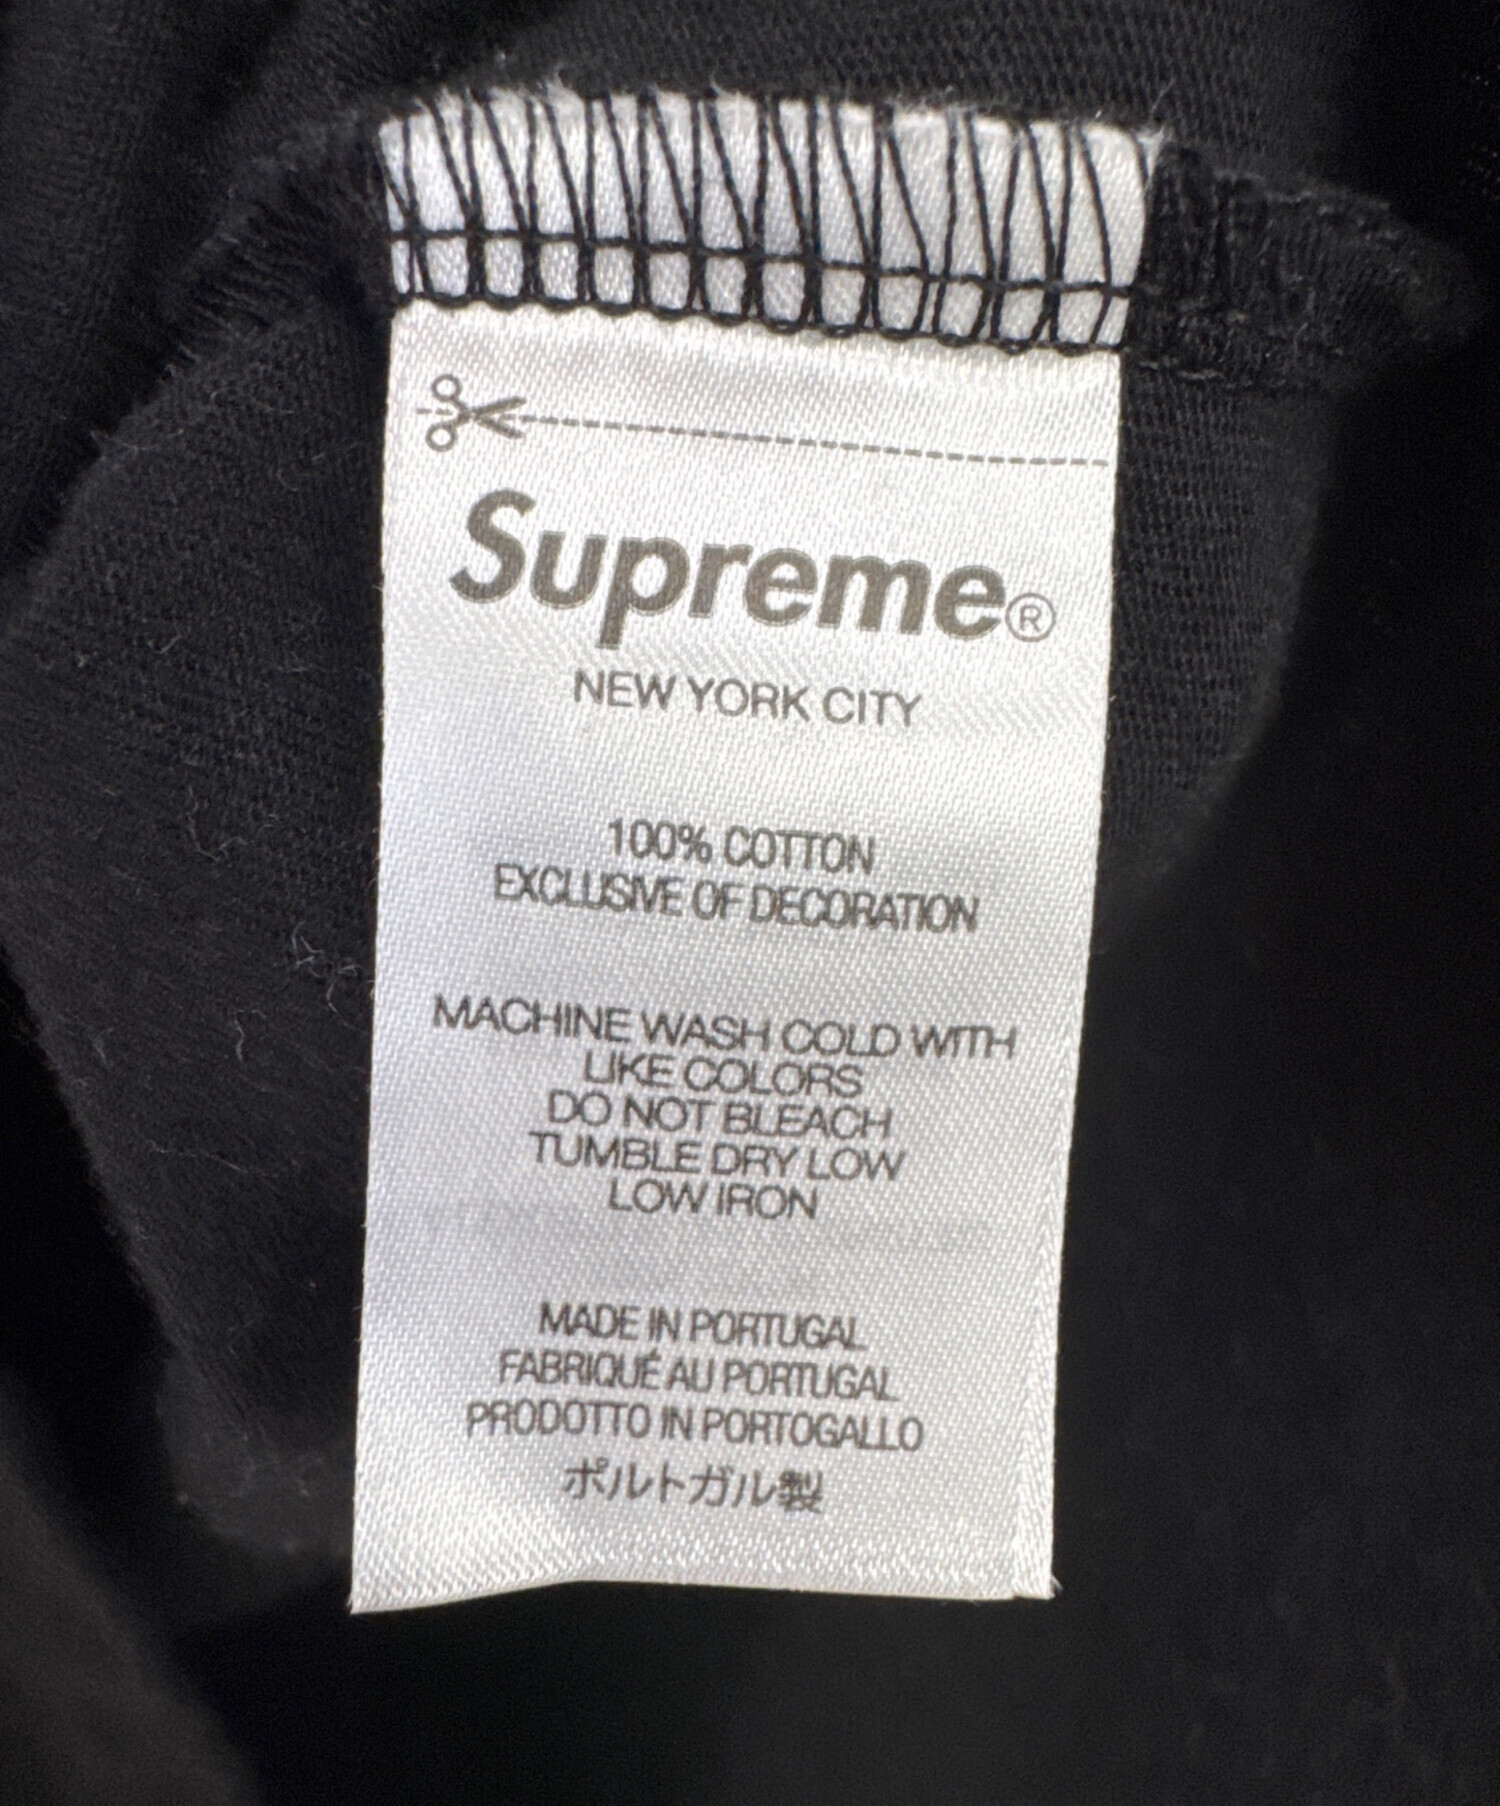 Supreme®
NEW YORK CITY
100% COTTON
EXCLUSIVE OF DECORATION
MACHINE WASH COLD WITH
LIKE COLORS
DO NOT BLEACH
TUMBLE DRY LOW
LOW IRON
MADE IN PORTUGAL
FABRIQUÉ AU PORTUGAL
PRODOTTO IN PORTOGALLO
ポルトガル製